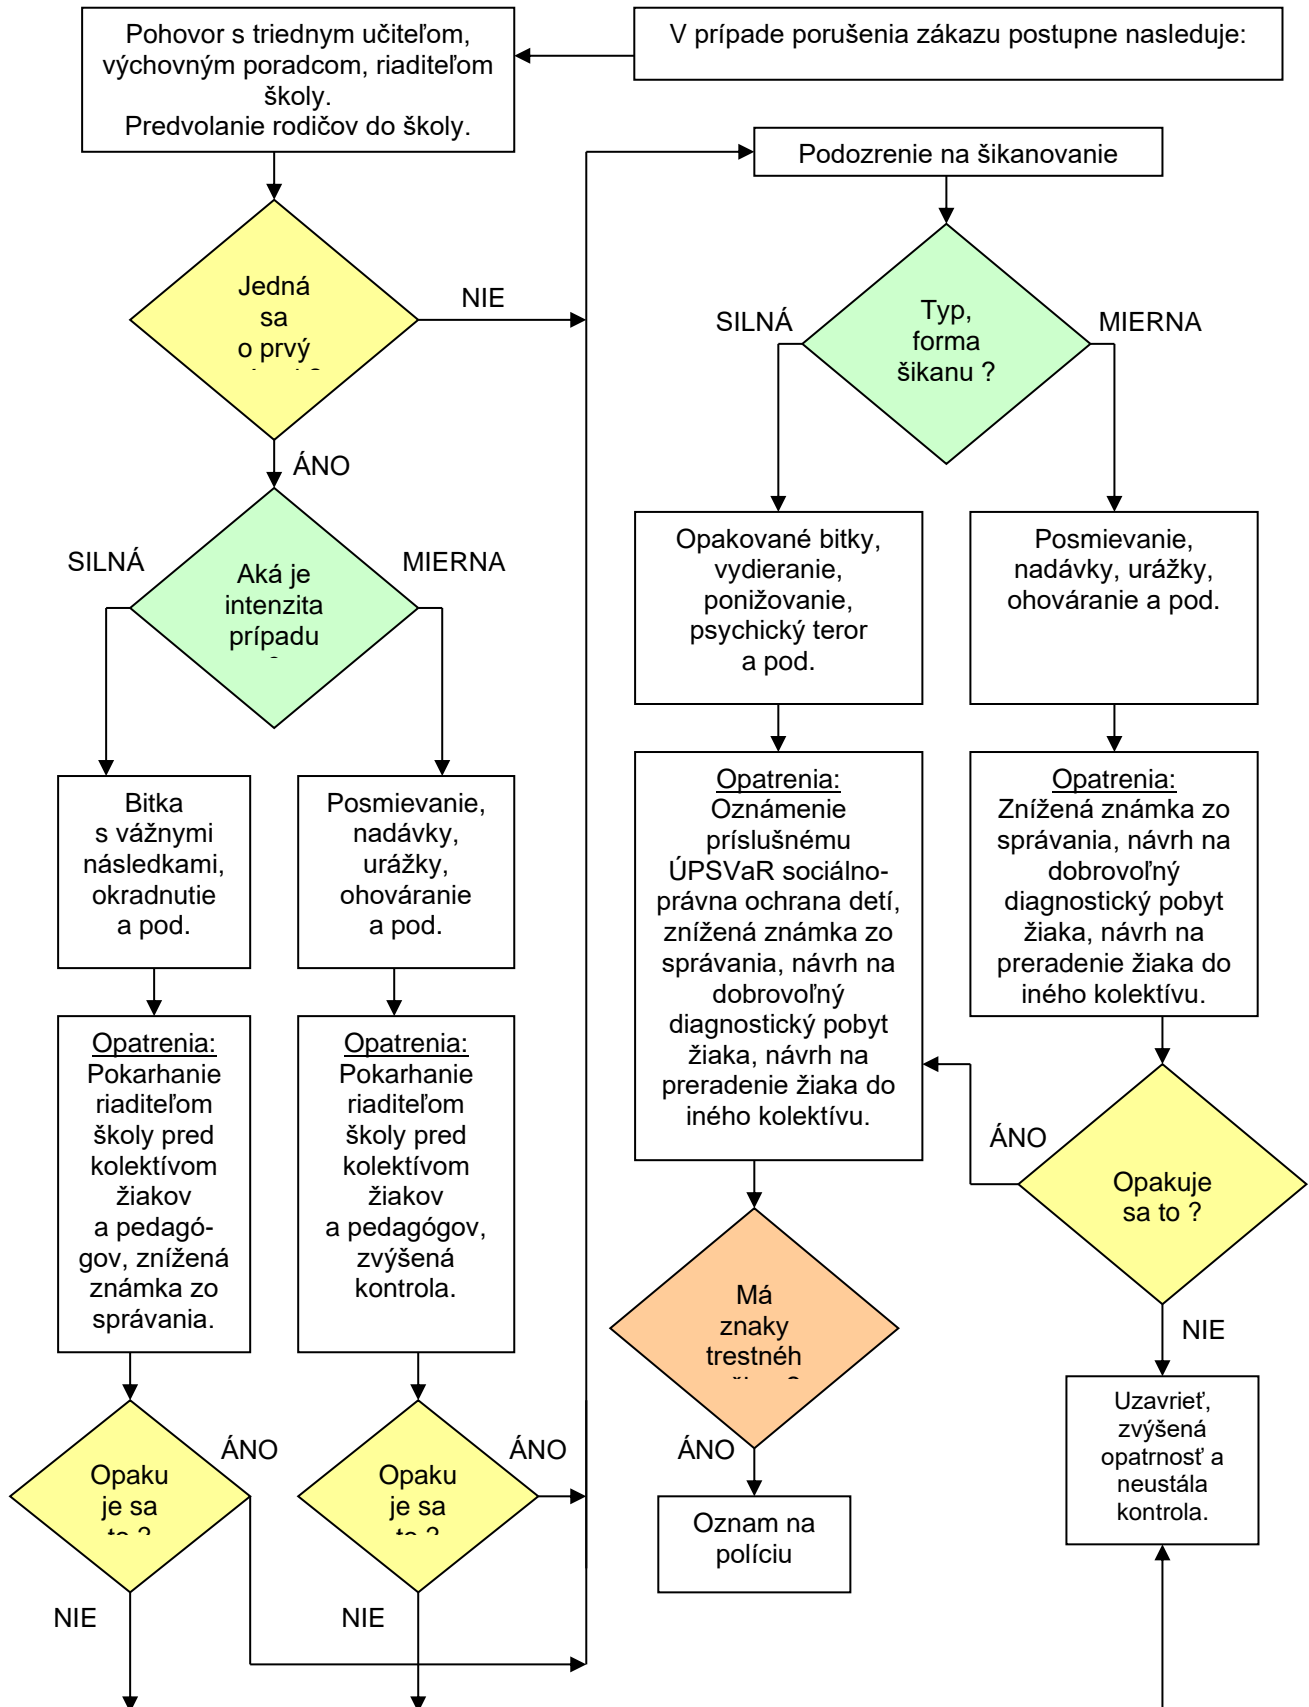 Pohovor s triednym učiteľom,
výchovným poradcom, riaditeľom
školy.
Predvolanie rodičov do školy.
V prípade porušenia zákazu postupne nasleduje:
Podozrenie na šikanovanie
Jedná
sa
o prvý
NIE
ÁNO
Typ,
forma
šikanu ?
SILNÁ
MIERNA
SILNÁ
Aká je
intenzita
prípadu
MIERNA
Opakované bitky,
vydieranie,
ponižovanie,
psychický teror
a pod.
Posmievanie,
nadávky, urážky,
ohováranie a pod.
Bitka
s vážnymi
následkami,
okradnutie
a pod.
Posmievanie,
nadávky,
urážky,
ohováranie
a pod.
Opatrenia:
Oznámenie
príslušnému
ÚPSVaR sociálno-
právna ochrana detí,
znížená známka zo
správania, návrh na
dobrovoľný
diagnostický pobyt
žiaka, návrh na
preradenie žiaka do
iného kolektívu.
Opatrenia:
Znížená známka zo
správania, návrh na
dobrovoľný
diagnostický pobyt
žiaka, návrh na
preradenie žiaka do
iného kolektívu.
Opatrenia:
Pokarhanie
riaditeľom
školy pred
kolektívom
žiakov
a pedagó-
gov, znížená
známka zo
správania.
Opatrenia:
Pokarhanie
riaditeľom
školy pred
kolektívom
žiakov
a pedagógov,
zvýšená
kontrola.
ÁNO
Opakuje
sa to ?
NIE
Má
znaky
trestnéh
ÁNO
Oznam na
políciu
Uzavrieť,
zvýšená
opatrnosť a
neustála
kontrola.
Opaku
je sa
to ?
ÁNO
NIE
Opaku
je sa
to ?
ÁNO
NIE